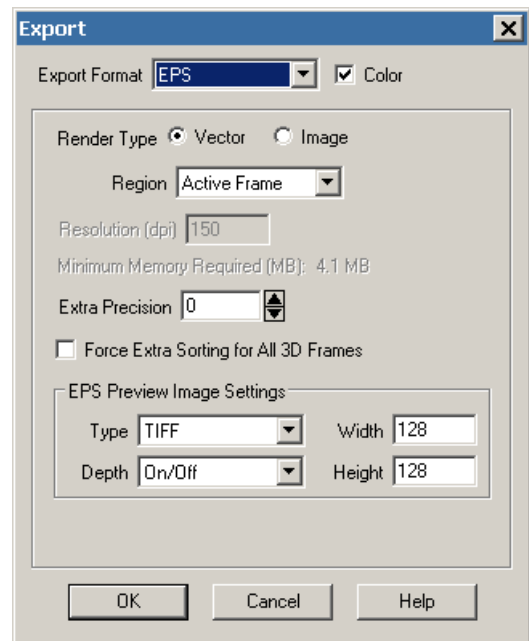 Export
Export Format EPS Color
Render Type Vector Image
Region Active Frame
Resolution (dpi) 150
Minimum Memory Required (MB): 4.1 MB
Extra Precision 0
Force Extra Sorting for All 3D Frames
EPS Preview Image Settings
Type TIFF Width 128
Depth On/Off Height 128
OK Cancel Help